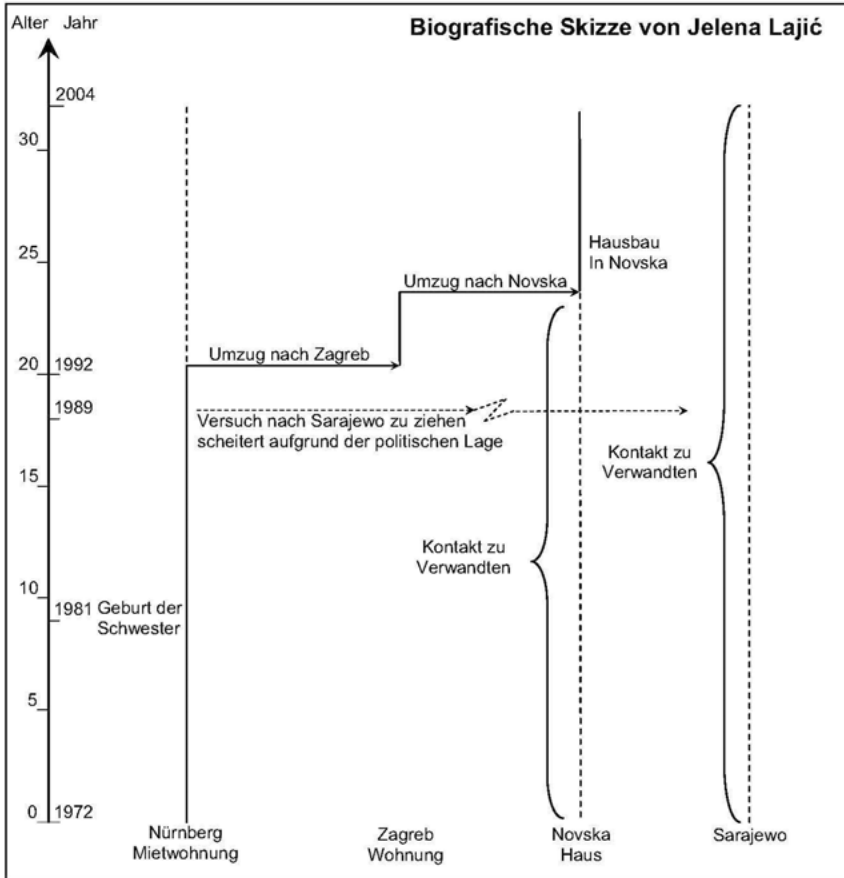 Alter Jahr
Biografische Skizze von Jelena Lajić
2004
30
25
Hausbau
In Novska
Umzug nach Novska
Umzug nach Zagreb
20 1992
1989
Versuch nach Sarajewo zu ziehen
scheitert aufgrund der politischen Lage
Kontakt zu
Verwandten
15
Kontakt zu
Verwandten
10
1981 Geburt der
Schwester
5
0 1972
Nürnberg
Mietwohnung
Zagreb
Wohnung
Novska
Haus
Sarajewo